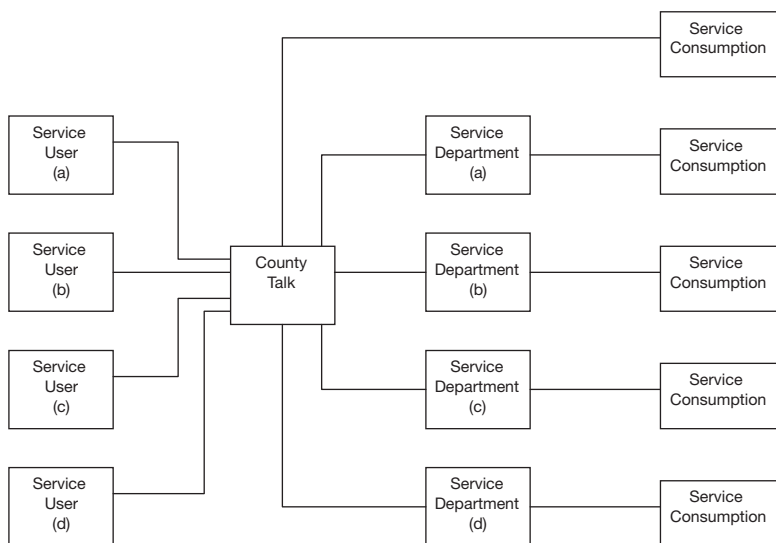 Service
Consumption
Service
User
(a)
Service
Department
(a)
Service
Consumption
Service
User
(b)
County
Talk
Service
Department
(b)
Service
Consumption
Service
User
(c)
Service
Department
(c)
Service
Consumption
Service
User
(d)
Service
Department
(d)
Service
Consumption